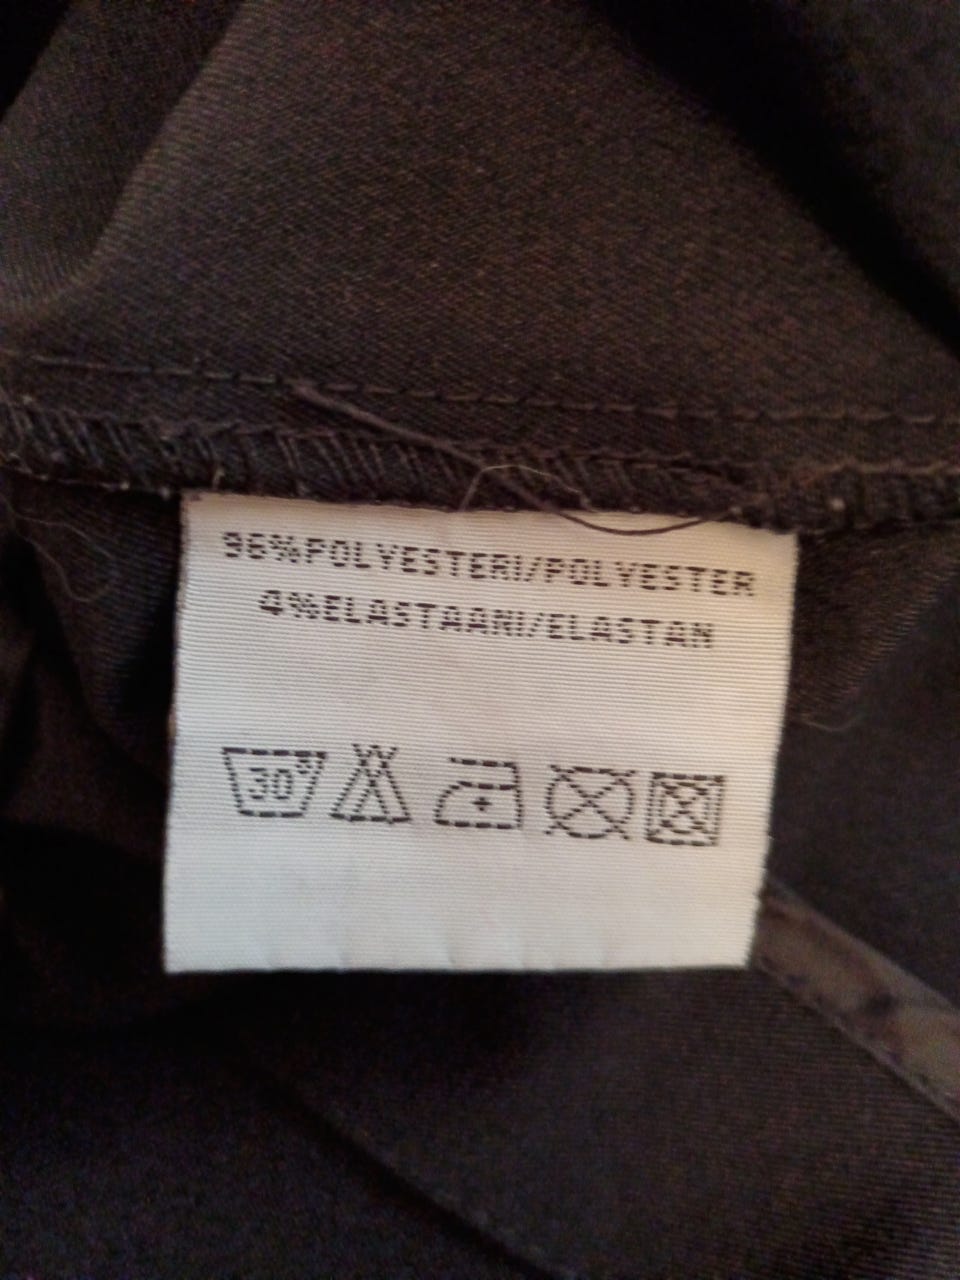 96%POLYESTERI/POLYESTER
4%ELASTAANI/ELASTAN
30°